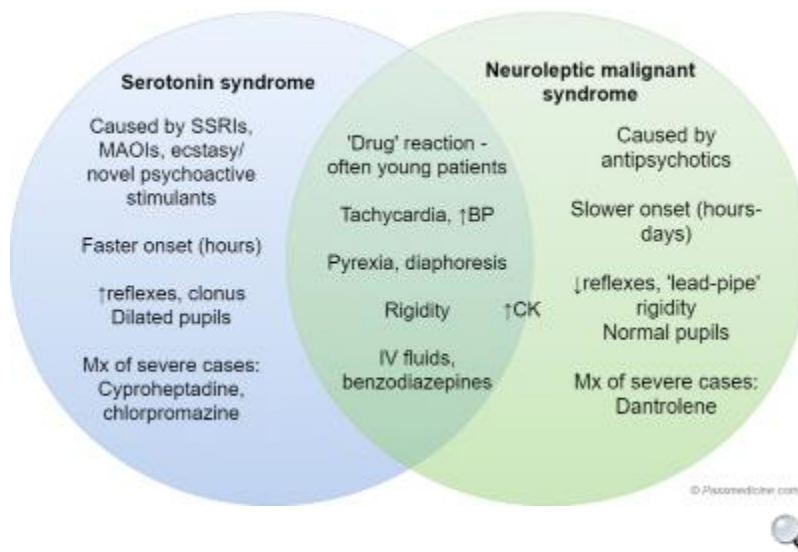 Serotonin syndrome
Caused by SSRIs,
MAOIs, ecstasy/
novel psychoactive
stimulants
Faster onset (hours)
↑reflexes, clonus
Dilated pupils
Mx of severe cases:
Cyproheptadine,
chlorpromazine
'Drug' reaction -
often young patients
Tachycardia, ↑BP
Pyrexia, diaphoresis
Rigidity
↑CK
IV fluids,
benzodiazepines
Neuroleptic malignant
syndrome
Caused by
antipsychotics
Slower onset (hours-
days)
↓reflexes, 'lead-pipe'
rigidity
Normal pupils
Mx of severe cases:
Dantrolene
© Passmedicine.com